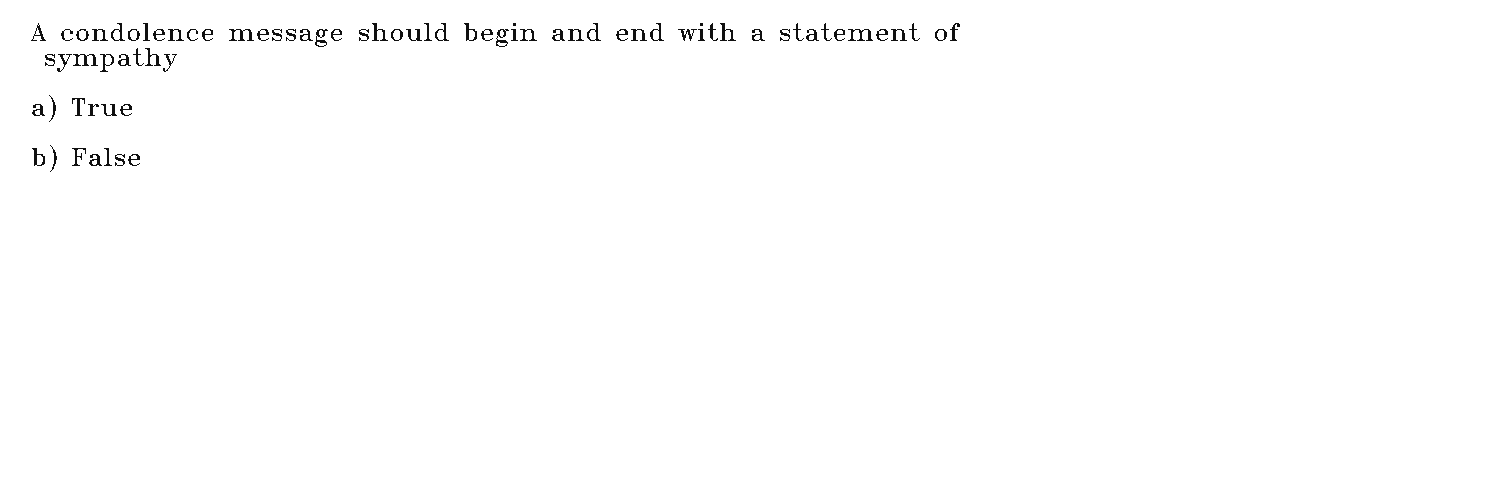 A condolence message should begin and end with a statement of
sympathy
a) True
b) False